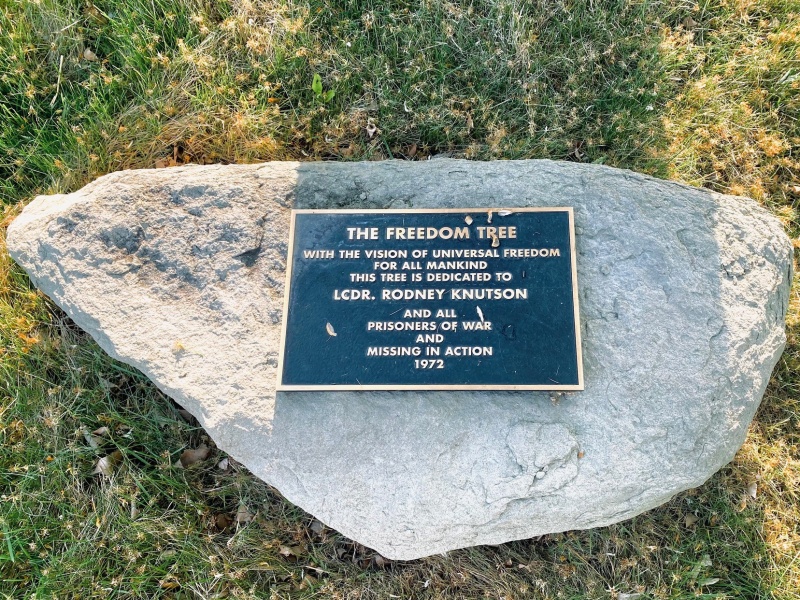 THE FREEDOM TREE
WITH THE VISION OF UNIVERSAL FREEDOM
FOR ALL MANKIND
THIS TREE IS DEDICATED TO
LCDR. RODNEY KNUTSON
AND ALL
PRISONERS OF WAR
AND
MISSING IN ACTION
1972